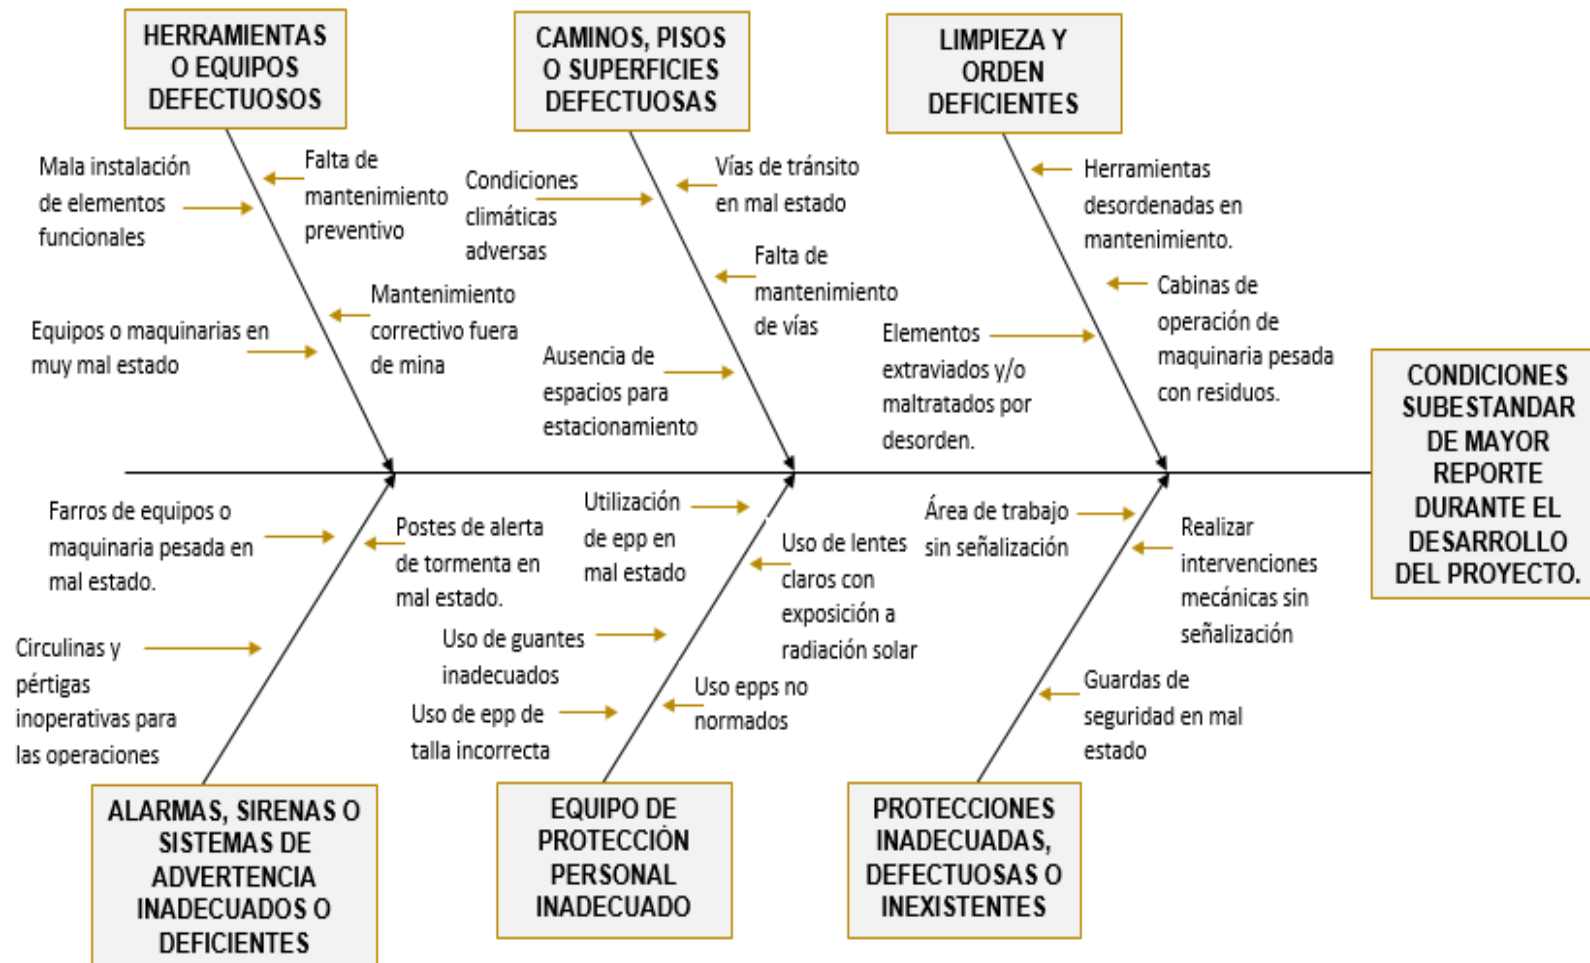 HERRAMIENTAS
O EQUIPOS
DEFECTUOSOS
CAMINOS, PISOS
O SUPERFICIES
DEFECTUOSAS
LIMPIEZA Y
ORDEN
DEFICIENTES
Mala instalación
de elementos
funcionales
Falta de
mantenimiento
preventivo
Equipos o maquinarias en
muy mal estado
Mantenimiento
correctivo fuera
de mina
Condiciones
climáticas
adversas
Vías de tránsito
en mal estado
Falta de
mantenimiento
de vías
Ausencia de
espacios para
estacionamiento
Herramientas
desordenadas en
mantenimiento.
Cabinas de
operación de
maquinaria pesada
con residuos.
Elementos
extraviados y/o
maltratados por
desorden.
CONDICIONES
SUBESTANDAR
DE MAYOR
REPORTE
DURANTE EL
DESARROLLO
DEL PROYECTO.
Farros de equipos o
maquinaria pesada en
mal estado.
Postes de alerta
de tormenta en
mal estado.
Circulinas y
pértigas
inoperativas para
las operaciones
Utilización
de epp en
mal estado
Uso de lentes
claros con
exposición a
radiación solar
Uso de guantes
inadecuados
Uso de epp de
talla incorrecta
Uso epps no
normados
Área de trabajo
sin señalización
Realizar
intervenciones
mecánicas sin
señalización
Guardas de
seguridad en mal
estado
ALARMAS, SIRENAS O
SISTEMAS DE
ADVERTENCIA
INADECUADOS O
DEFICIENTES
EQUIPO DE
PROTECCIÓN
PERSONAL
INADECUADO
PROTECCIONES
INADECUADAS,
DEFECTUOSAS O
INEXISTENTES